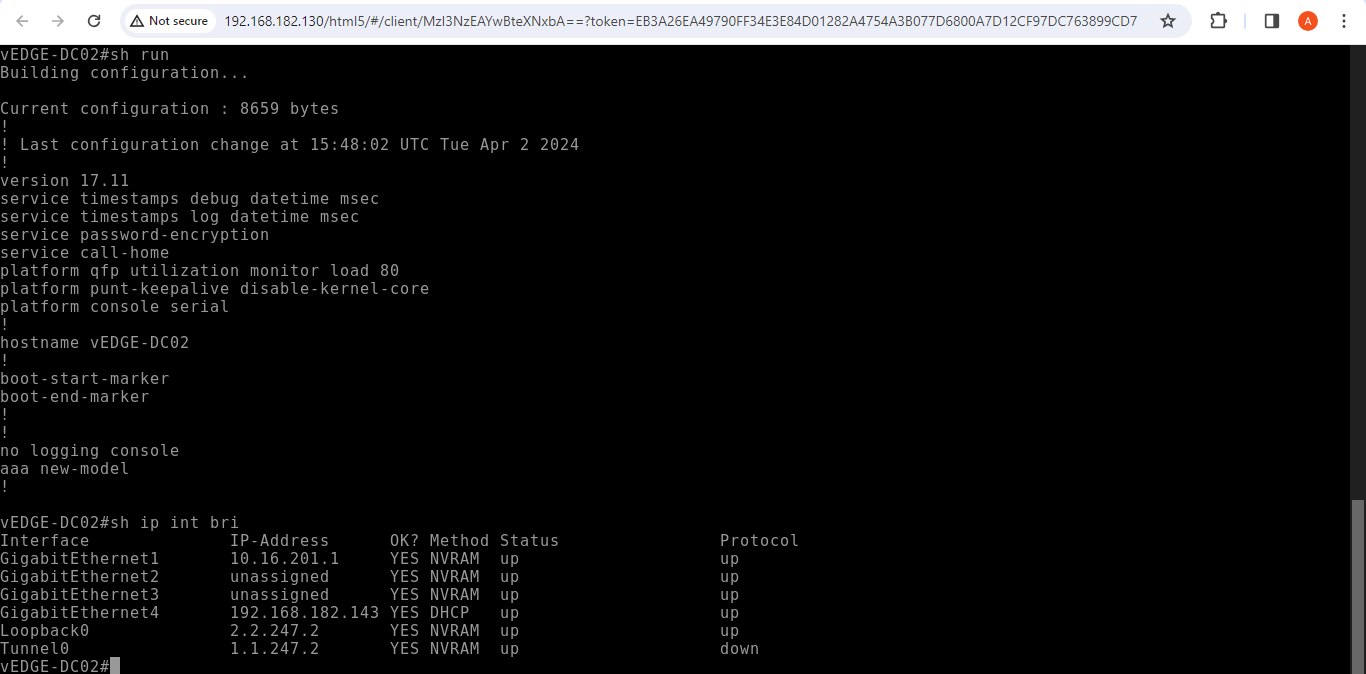 Not secure 192.168.182.130/html5/#/client/MzI3NzEAYwBteXNxbA==?token=EB3A26EA49790FF34E3E84D01282A4754A3B077D6800A7D12CF97DC763899CD7 A
vEDGE-DC02#sh run
Building configuration...
Current configuration : 8659 bytes
!
! Last configuration change at 15:48:02 UTC Tue Apr 2 2024
!
version 17.11
service timestamps debug datetime msec
service timestamps log datetime msec
service password-encryption
service call-home
platform qfp utilization monitor load 80
platform punt-keepalive disable-kernel-core
platform console serial
!
hostname vEDGE-DC02
!
boot-start-marker
boot-end-marker
!
!
no logging console
aaa new-model
!
vEDGE-DC02#sh ip int bri
Interface IP-Address OK? Method Status Protocol
GigabitEthernet1 10.16.201.1 YES NVRAM up up
GigabitEthernet2 unassigned YES NVRAM up up
GigabitEthernet3 unassigned YES NVRAM up up
GigabitEthernet4 192.168.182.143 YES DHCP up up
Loopback0 2.2.247.2 YES NVRAM up up
Tunnel0 1.1.247.2 YES NVRAM up down
vEDGE-DC02#